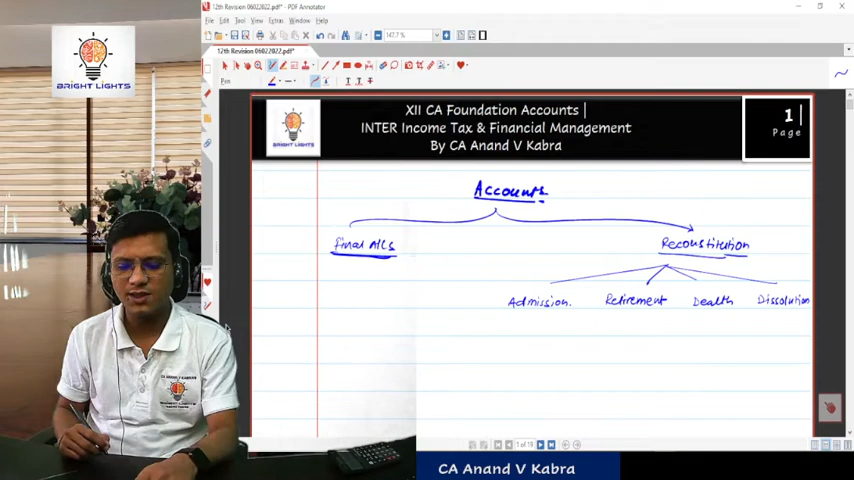 12th Revision 06022022.pdf* - PDF Annotator
File Edit Tool View Extras Window Help
147.7 %
12th Revision 06022022.pdf*
Pen
BRIGHT LIGHTS
BRIGHT LIGHTS
XII CA Foundation Accounts |
INTER Income Tax & Financial Management
By CA Anand V Kabra
1 |
Page
Accounts
final A/Cs
Reconstitution
Admission.
Retirement
Death
Dissolution
1 of 19
CA Anand V Kabra